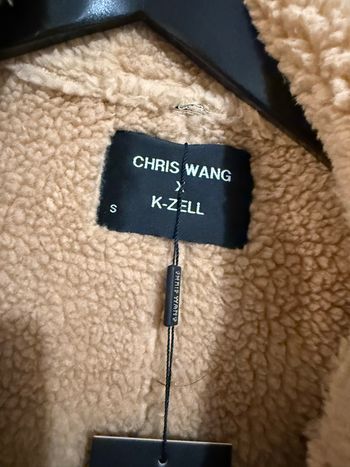 CHRIS WANG
X
K-ZELL
S
CHRIS WANG